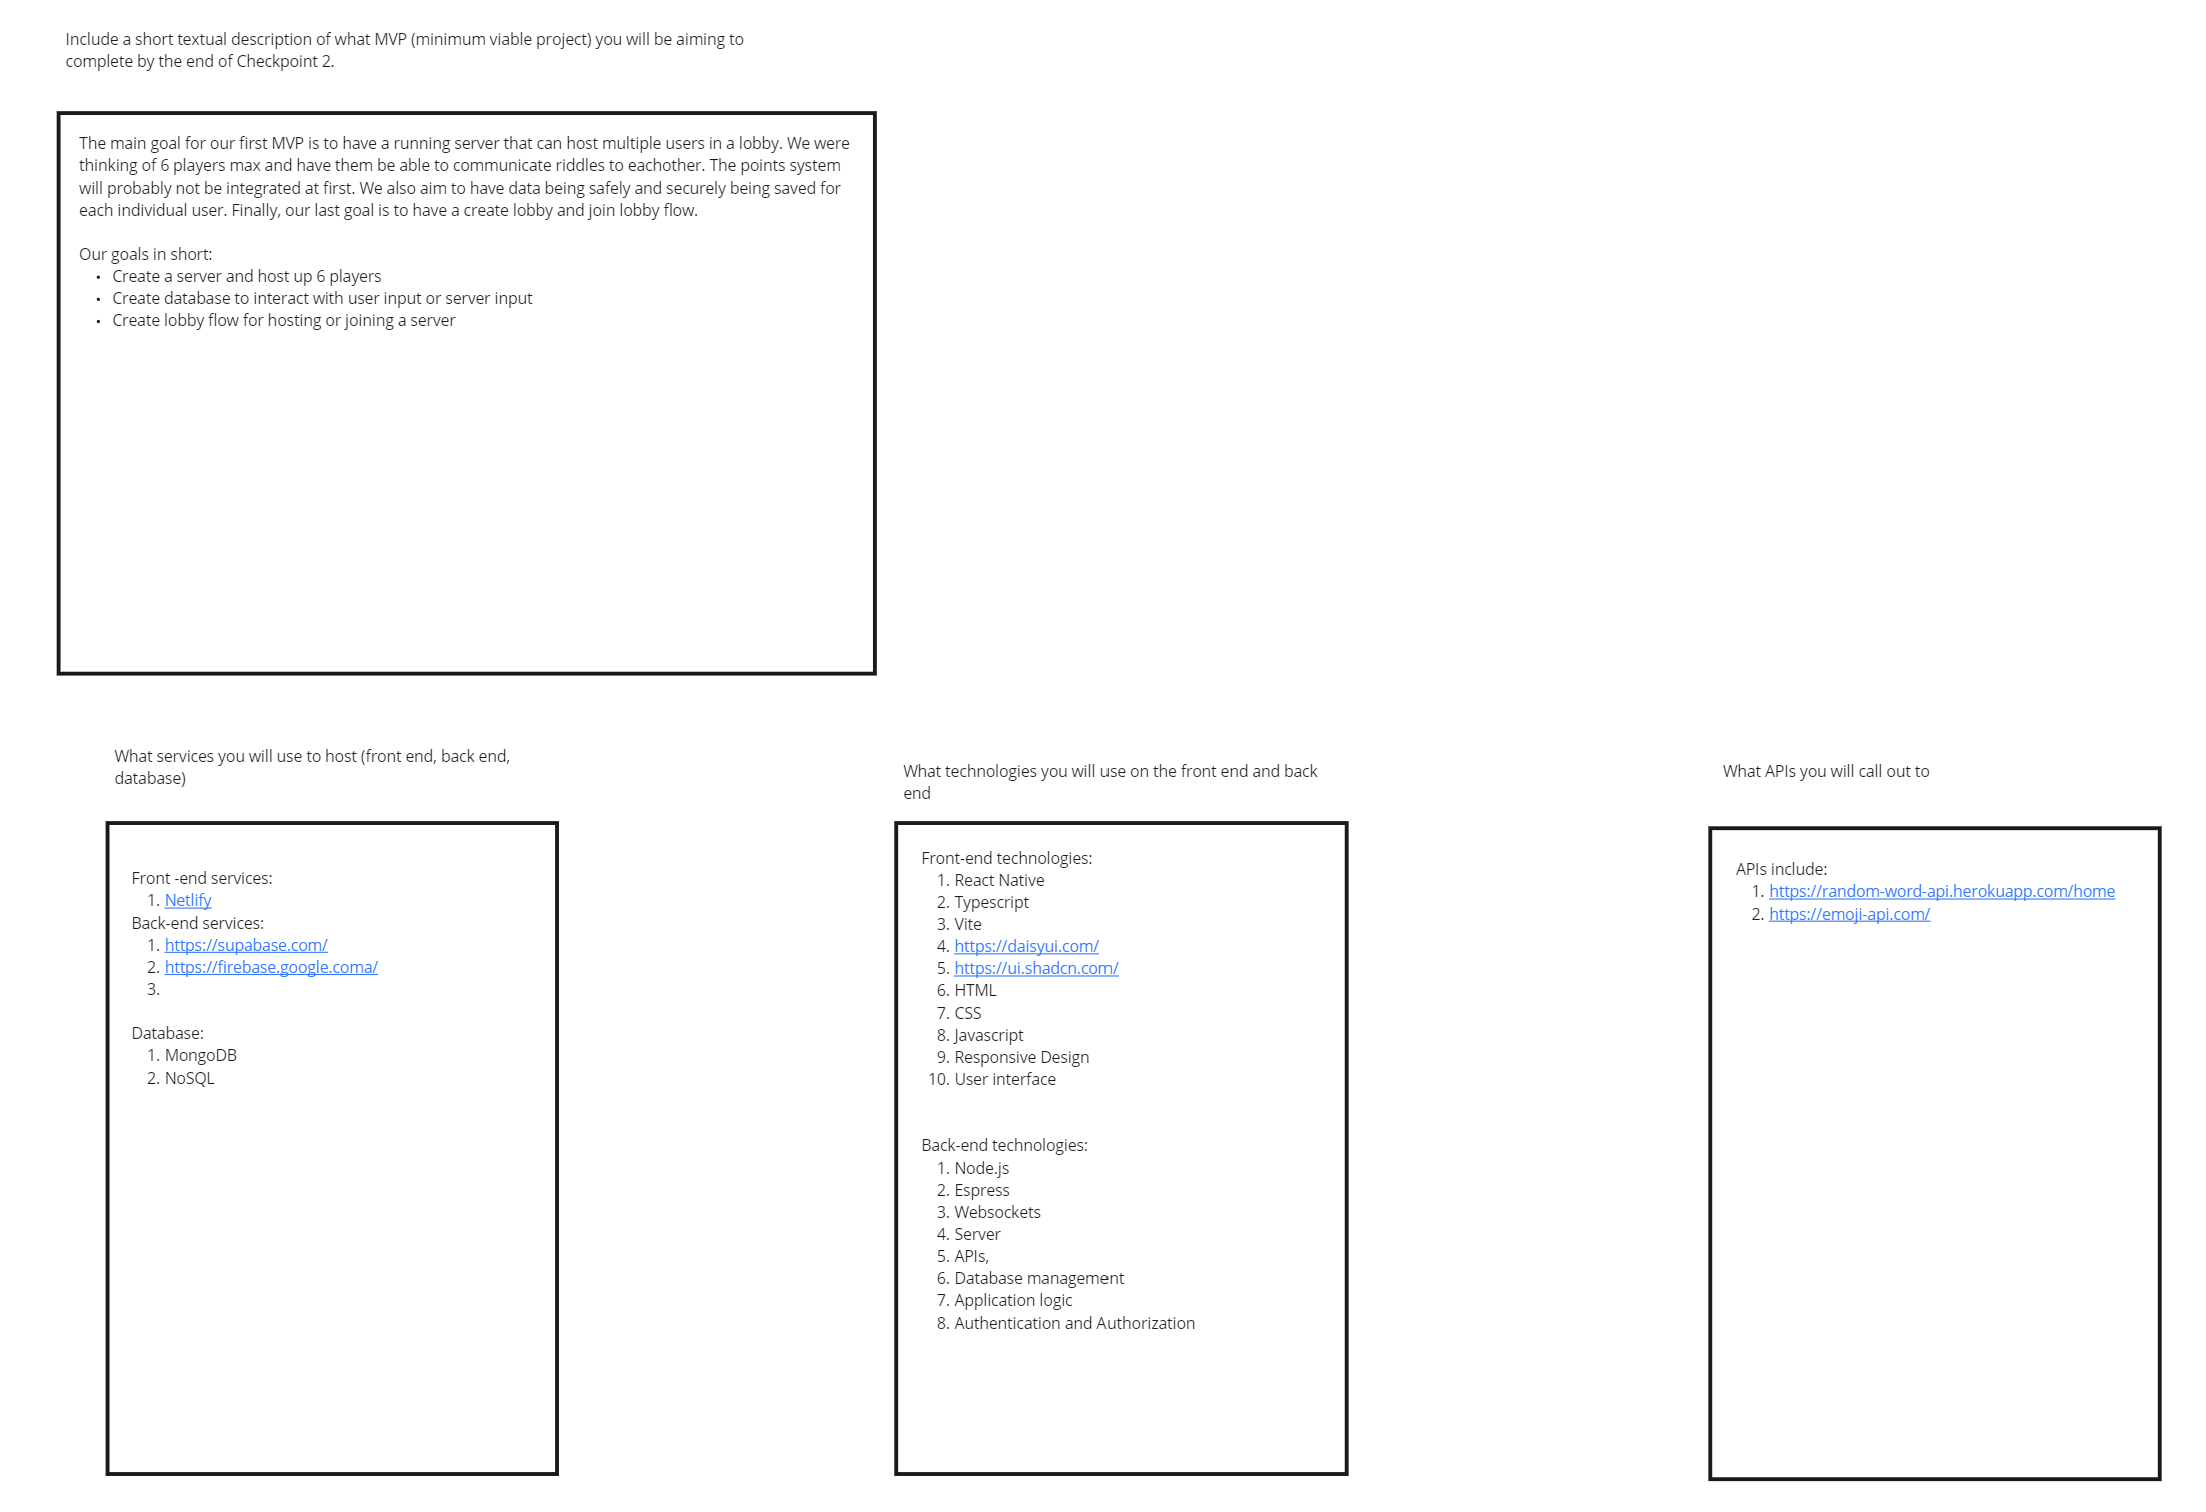 Include a short textual description of what MVP (minimum viable project) you will be aiming to
complete by the end of Checkpoint 2.
The main goal for our first MVP is to have a running server that can host multiple users in a lobby. We were
thinking of 6 players max and have them be able to communicate riddles to eachother. The points system
will probably not be integrated at first. We also aim to have data being safely and securely being saved for
each individual user. Finally, our last goal is to have a create lobby and join lobby flow.
Our goals in short:
• Create a server and host up 6 players
• Create database to interact with user input or server input
• Create lobby flow for hosting or joining a server
What services you will use to host (front end, back end,
database)
Front -end services:
1. Netlify
Back-end services:
1. https://supabase.com/
2. https://firebase.google.coma/
3.
Database:
1. MongoDB
2. NoSQL
What technologies you will use on the front end and back
end
Front-end technologies:
1. React Native
2. Typescript
3. Vite
4. https://daisyui.com/
5. https://ui.shadcn.com/
6. HTML
7. CSS
8. Javascript
9. Responsive Design
10. User interface
Back-end technologies:
1. Node.js
2. Espress
3. Websockets
4. Server
5. APIs,
6. Database management
7. Application logic
8. Authentication and Authorization
What APIs you will call out to
APIs include:
1. https://random-word-api.herokuapp.com/home
2. https://emoji-api.com/